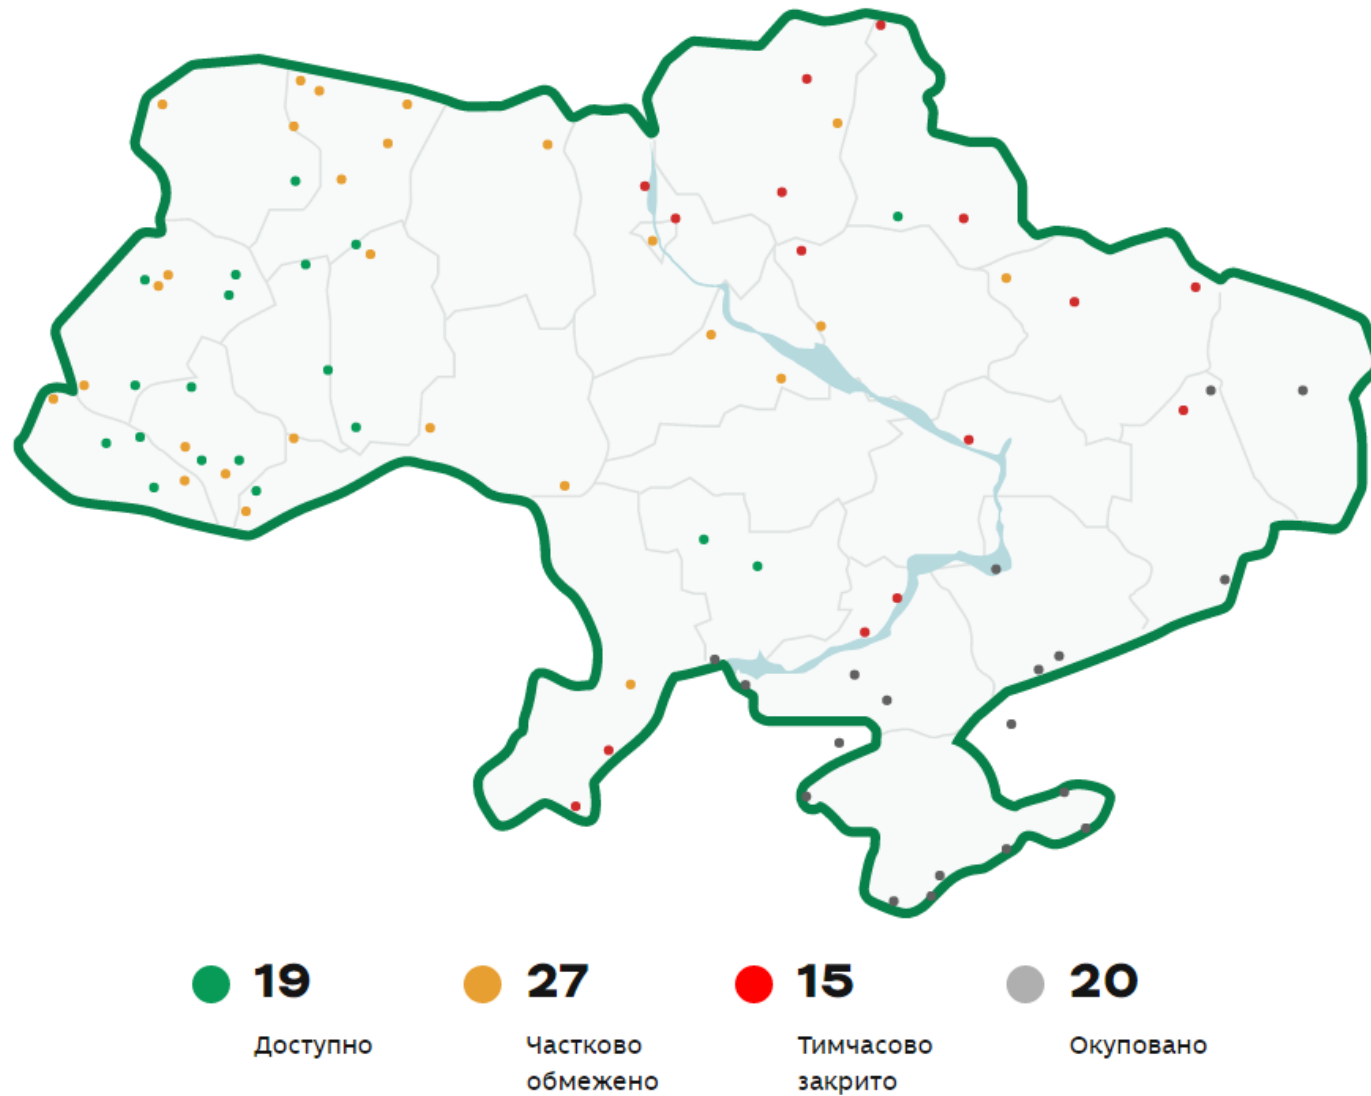 19
Доступно
27
Частково
обмежено
15
Тимчасово
закрито
20
Окуповано